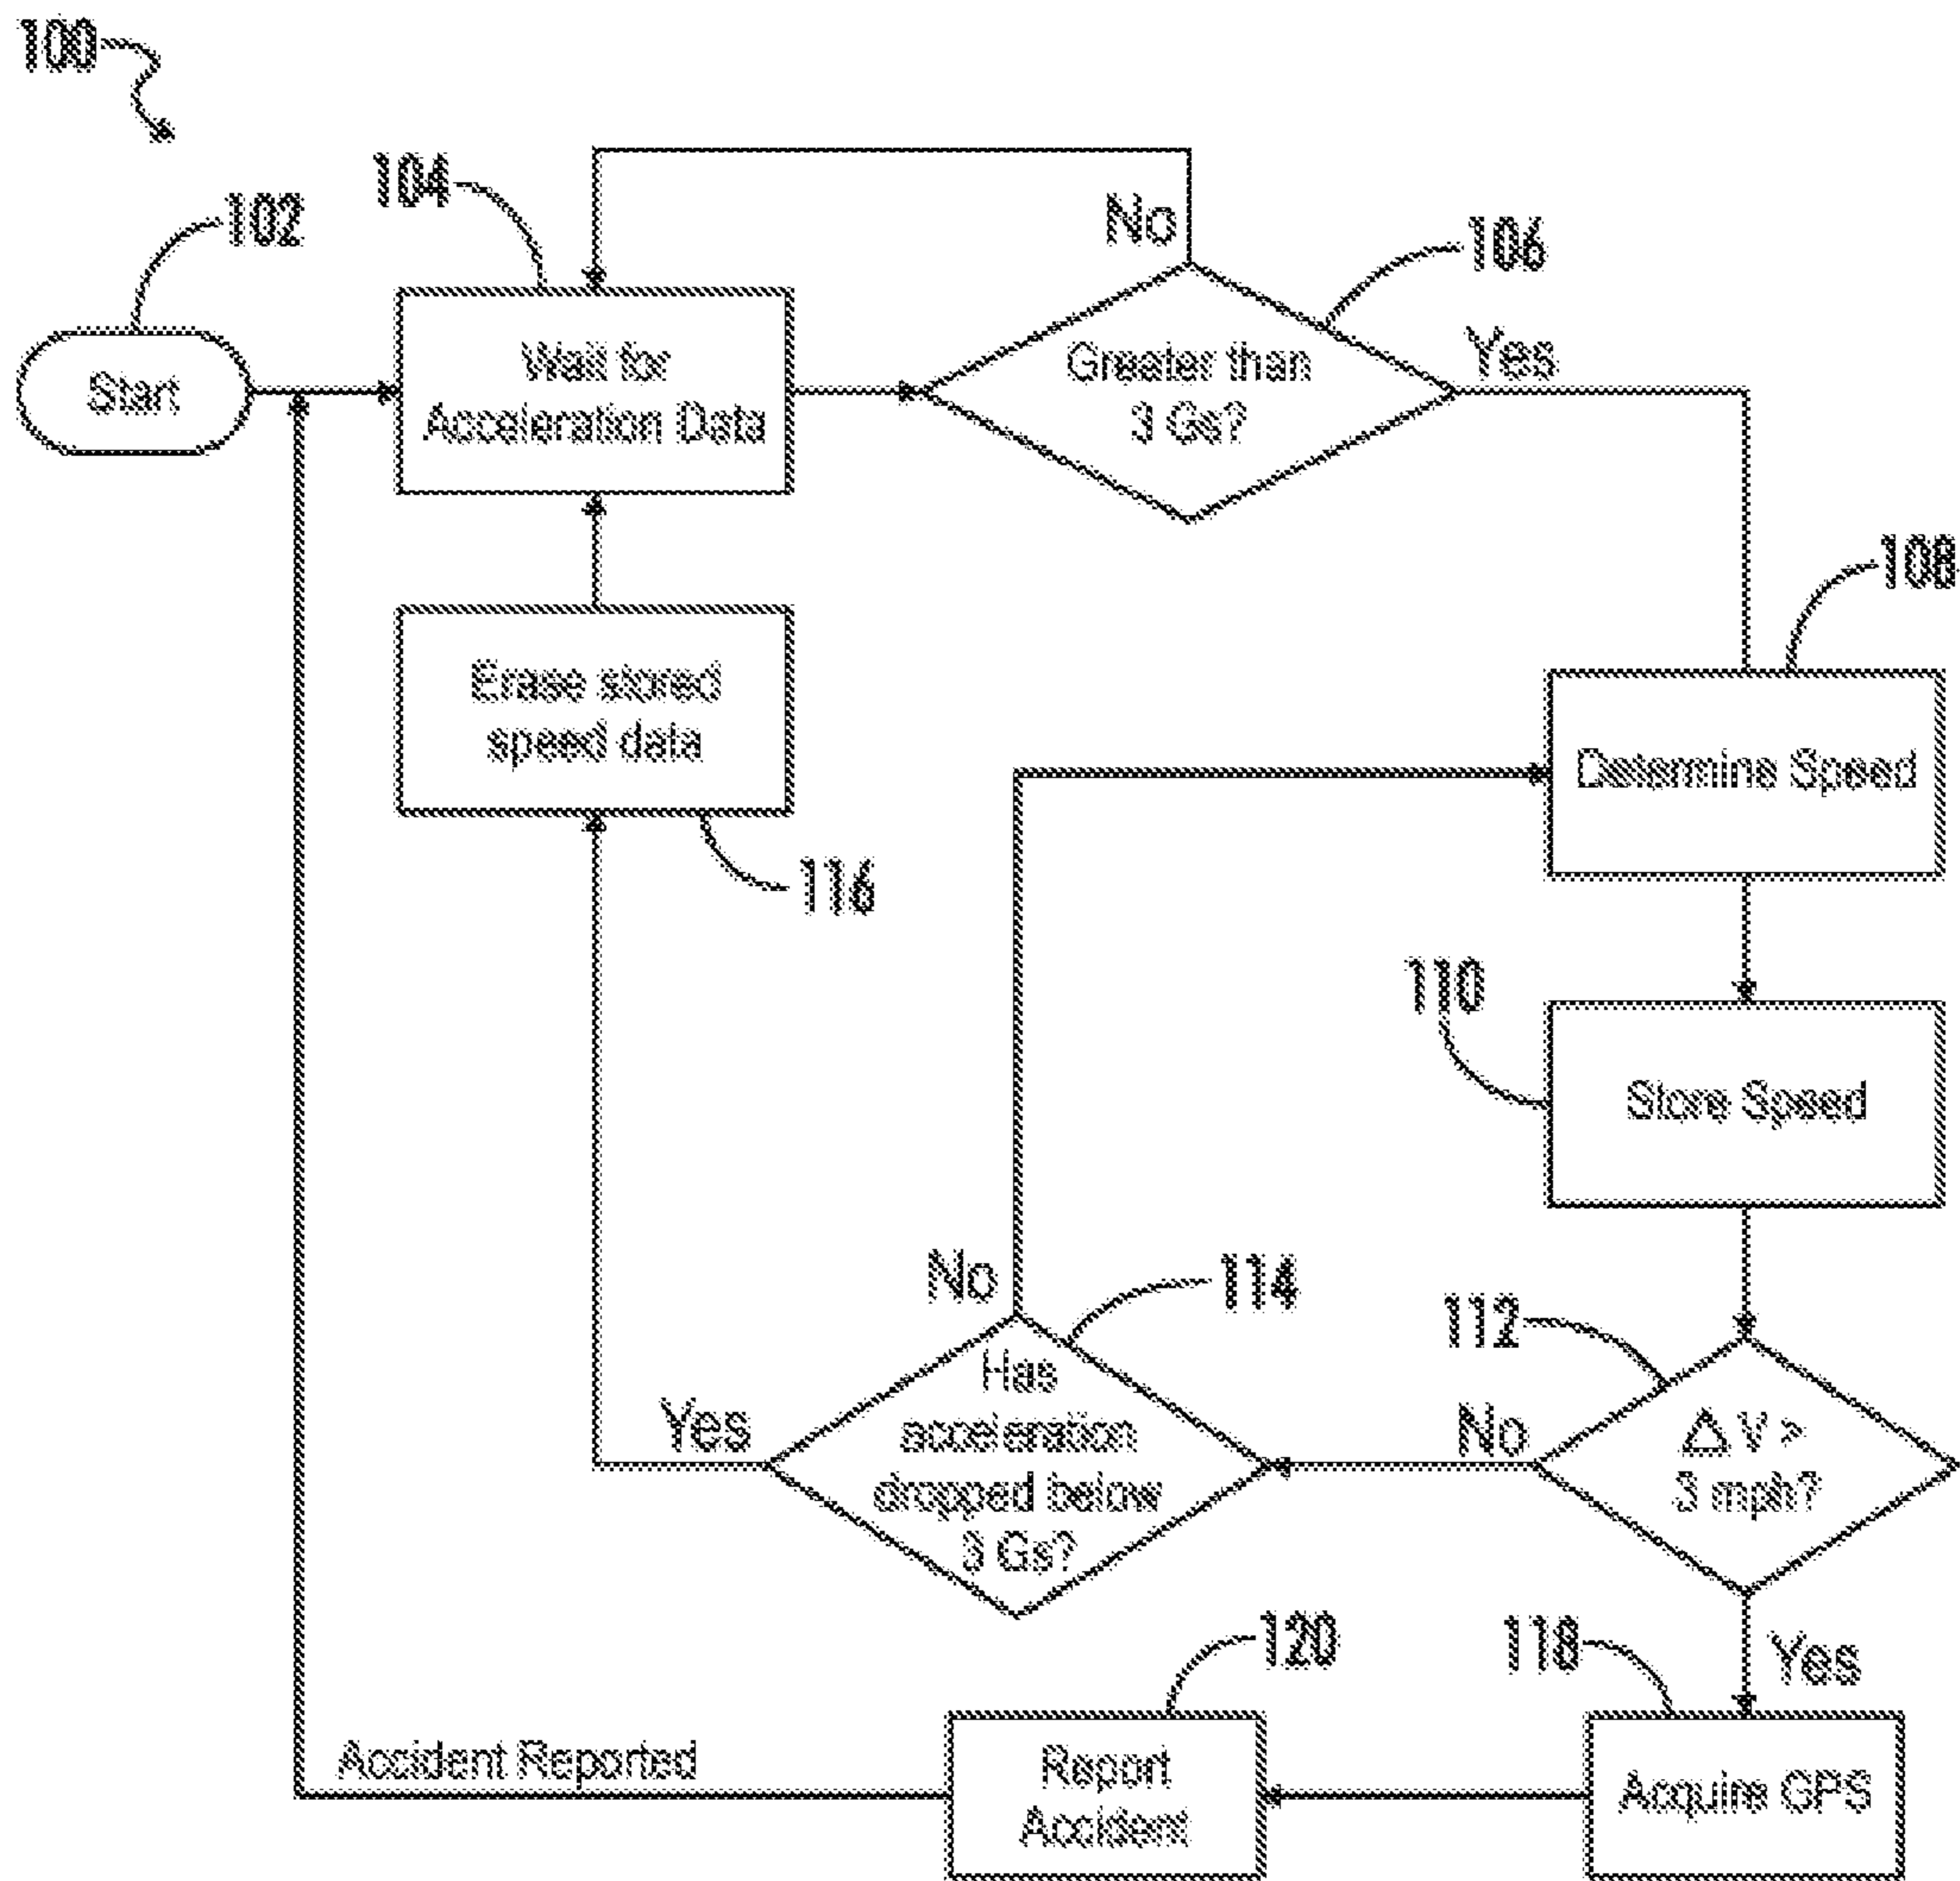 100
102
104
No
106
Start
Wait for
Acceleration Data
Greater than
3 Gs?
Yes
108
Erase stored
speed data
Determine Speed
116
110
Store Speed
No
114
112
Yes
Has
acceleration
dropped below
3 Gs?
No
Δ V >
3 mph?
120
118
Yes
Accident Reported
Report
Accident
Acquire GPS